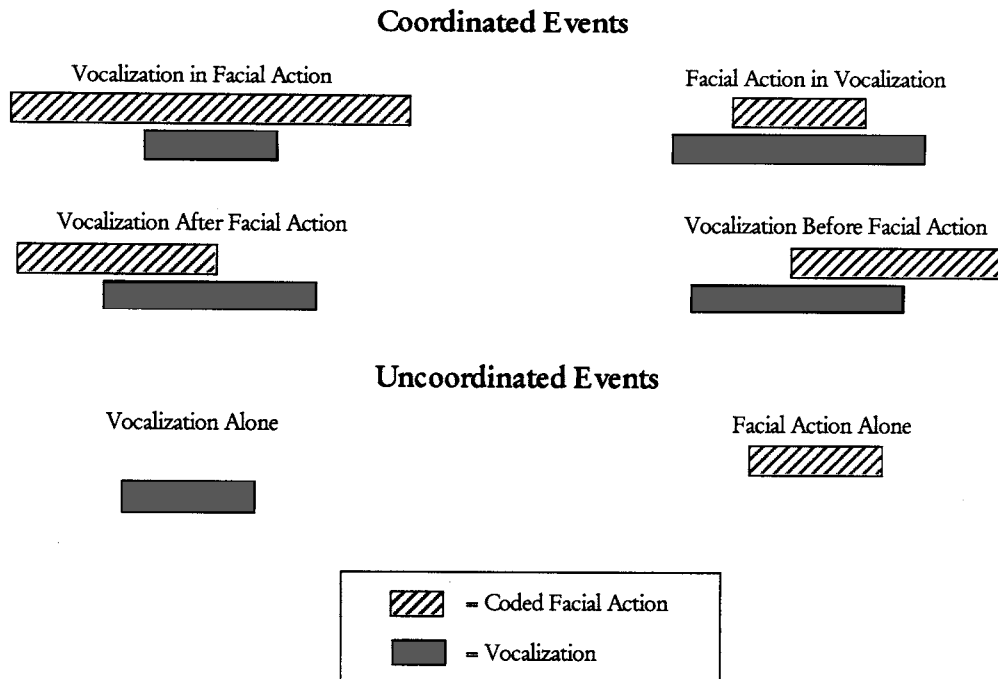 Coordinated Events
Vocalization in Facial Action
Facial Action in Vocalization
Vocalization After Facial Action
Vocalization Before Facial Action
Uncoordinated Events
Vocalization Alone
Facial Action Alone
= Coded Facial Action
= Vocalization